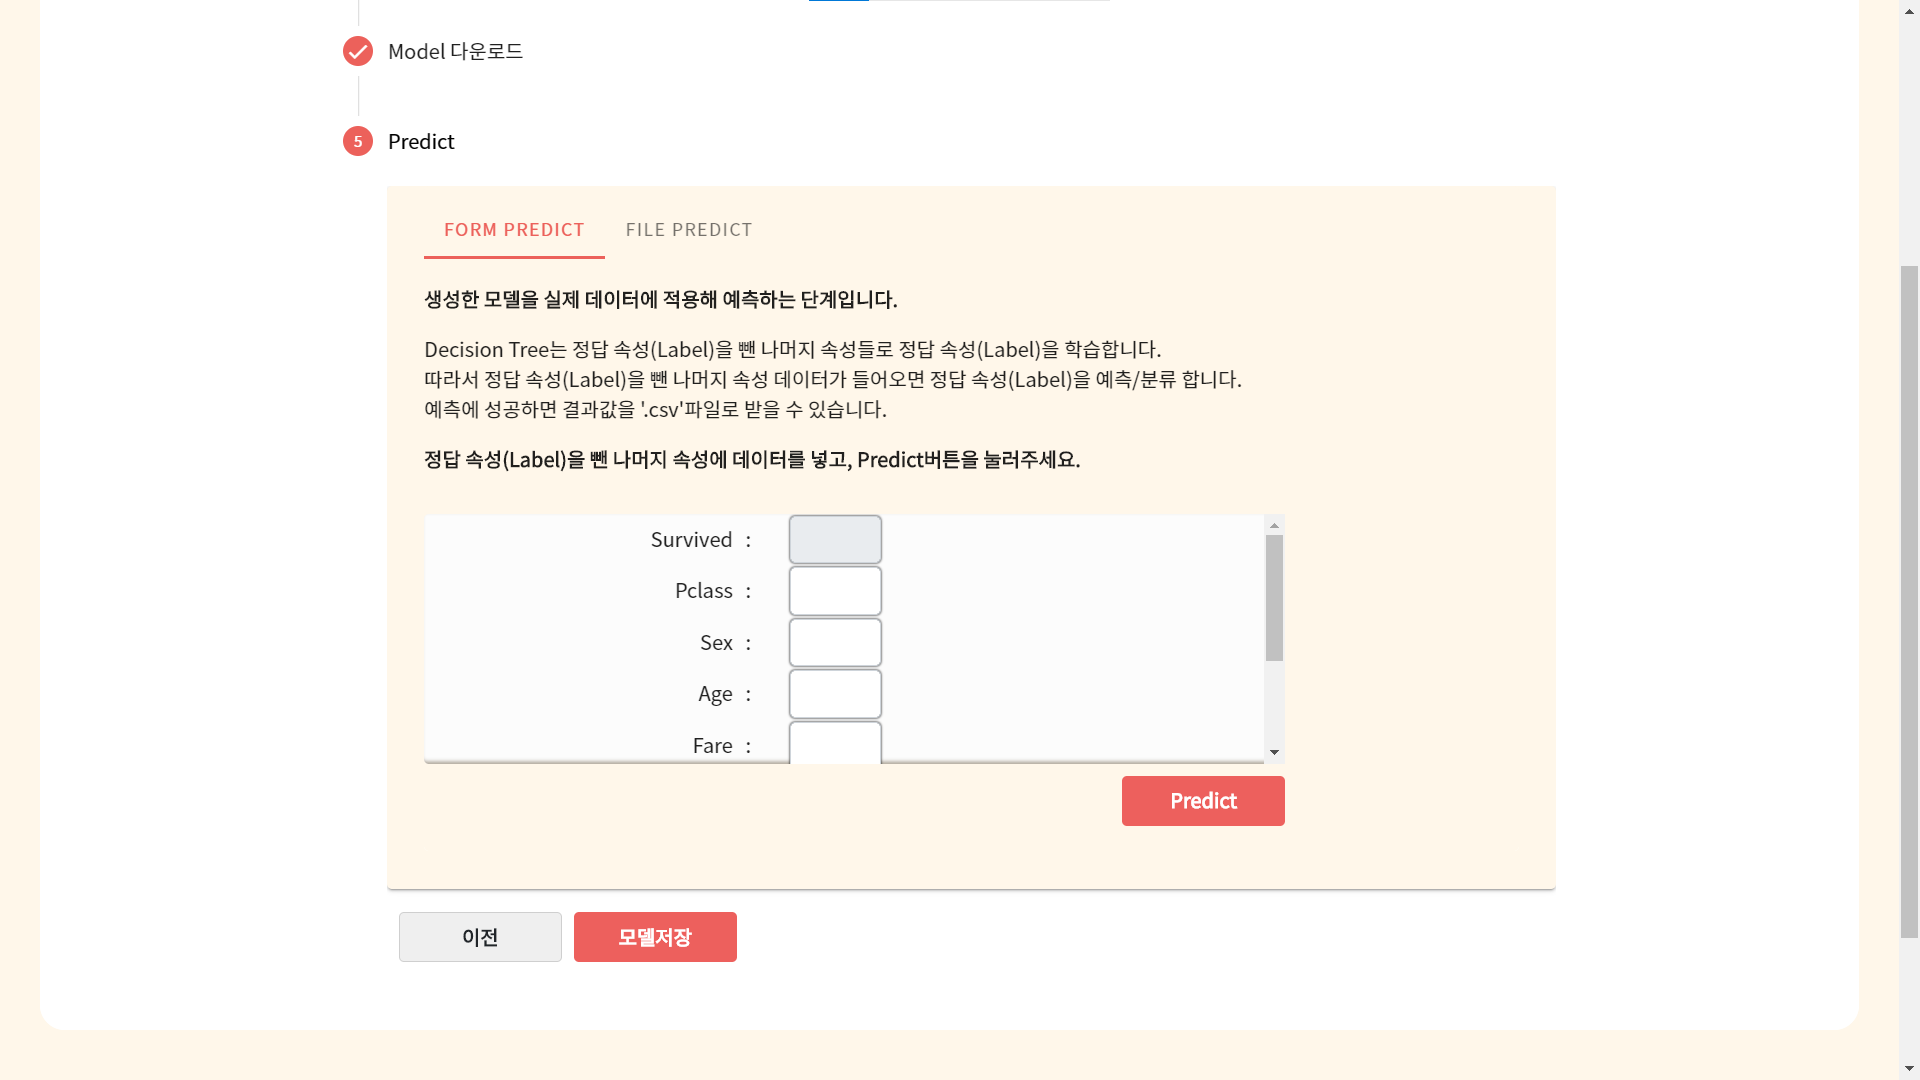 Model 다운로드
5 Predict
FORM PREDICT FILE PREDICT
생성한 모델을 실제 데이터에 적용해 예측하는 단계입니다.
Decision Tree는 정답 속성(Label)을 뺀 나머지 속성들로 정답 속성(Label)을 학습합니다.
따라서 정답 속성(Label)을 뺀 나머지 속성 데이터가 들어오면 정답 속성(Label)을 예측/분류 합니다.
예측에 성공하면 결과값을 '.csv'파일로 받을 수 있습니다.
정답 속성(Label)을 뺀 나머지 속성에 데이터를 넣고, Predict버튼을 눌러주세요.
Survived :
Pclass :
Sex :
Age :
Fare :
Predict
이전 모델저장